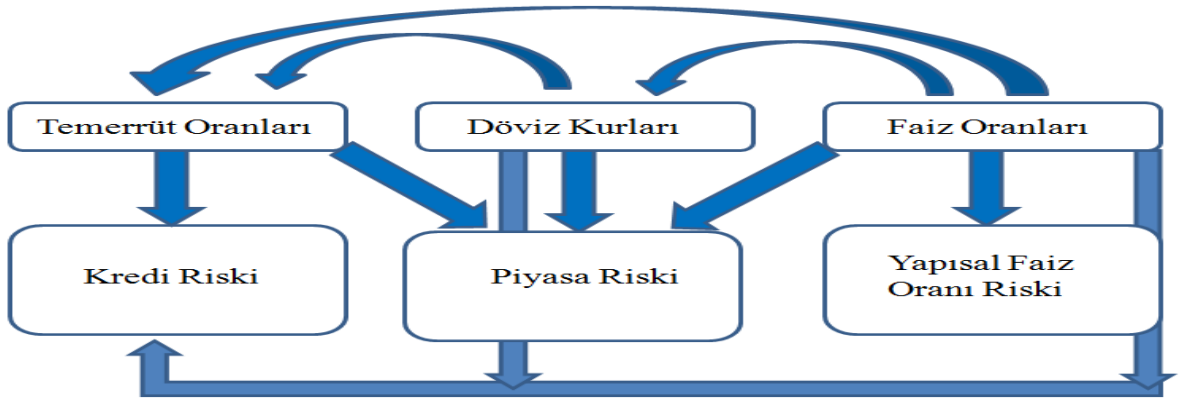 Temerrüt Oranları
Döviz Kurları
Faiz Oranları
Kredi Riski
Piyasa Riski
Yapısal Faiz
Oranı Riski